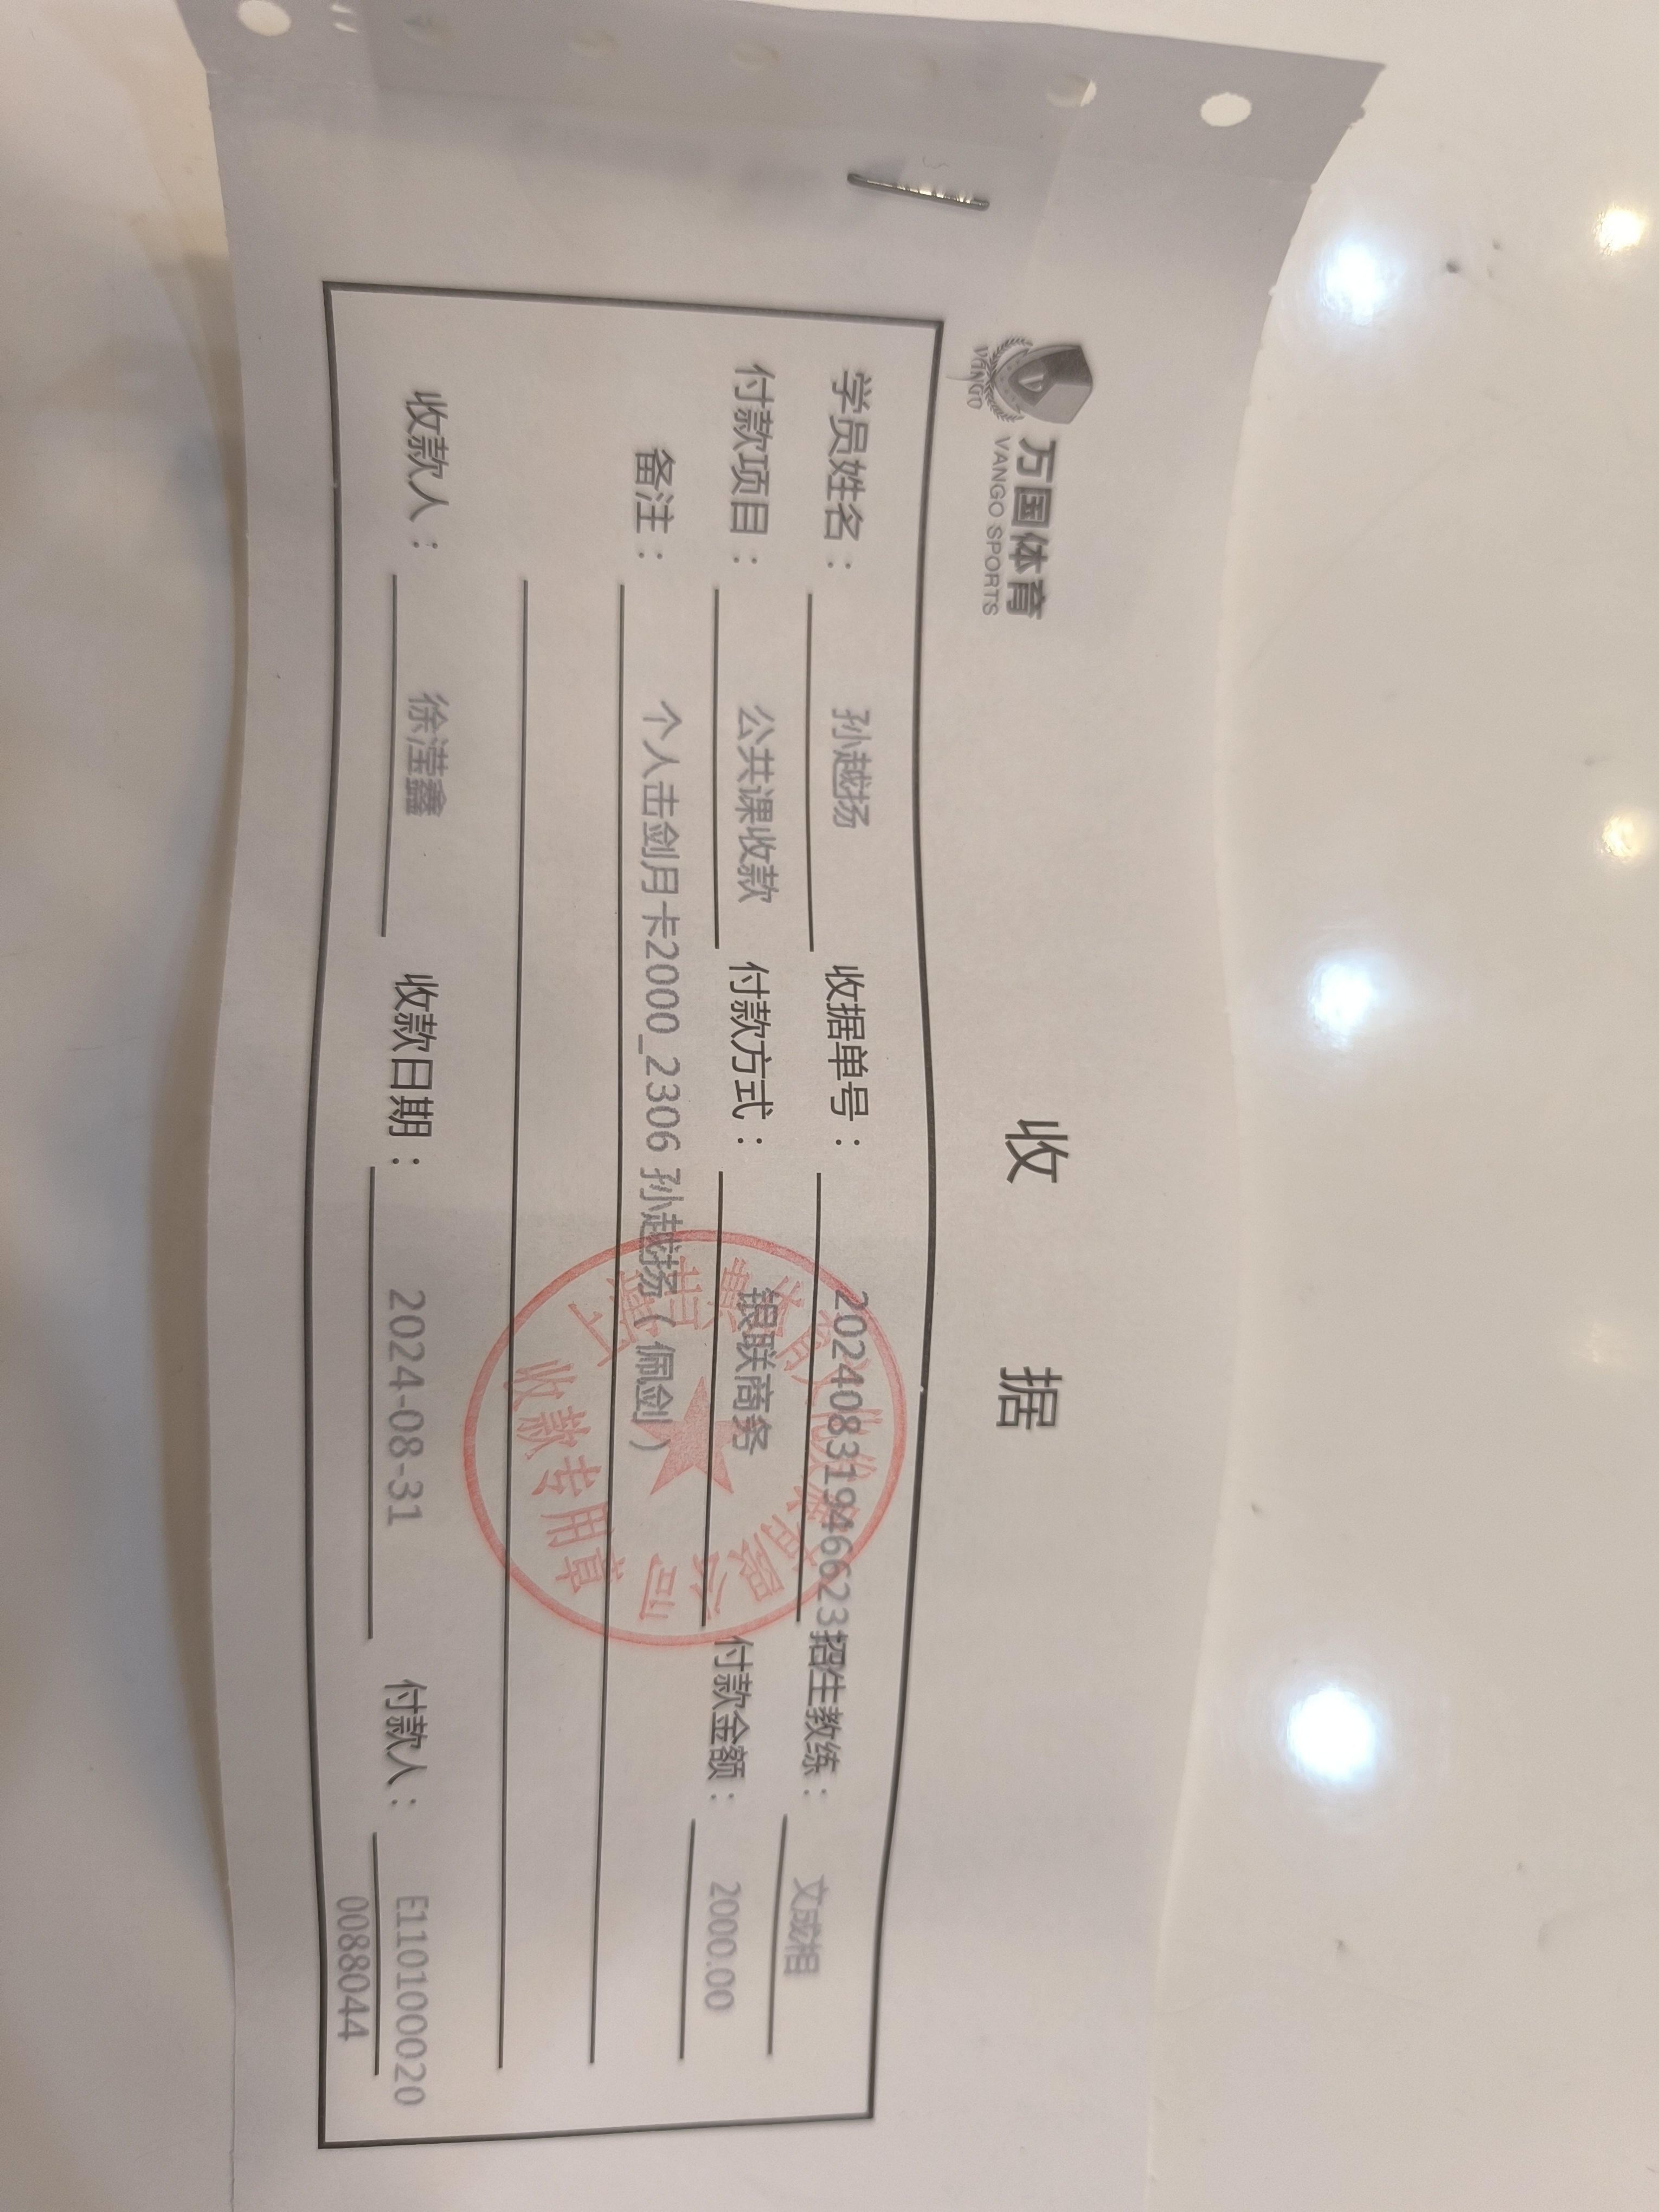 VANGO
万国体育
VANGO SPORTS
收 据
学员姓名： 孙越扬 收据单号： 20240831946623 招生教练： 文成相
付款项目： 公共课收款 付款方式： 银联商务 付款金额： 2000.00
备注： 个人击剑月卡2000_2306 孙越扬（佩剑）
收款人： 徐滢鑫 收款日期： 2024-08-31 付款人： E110100020
0088044
收款专用章